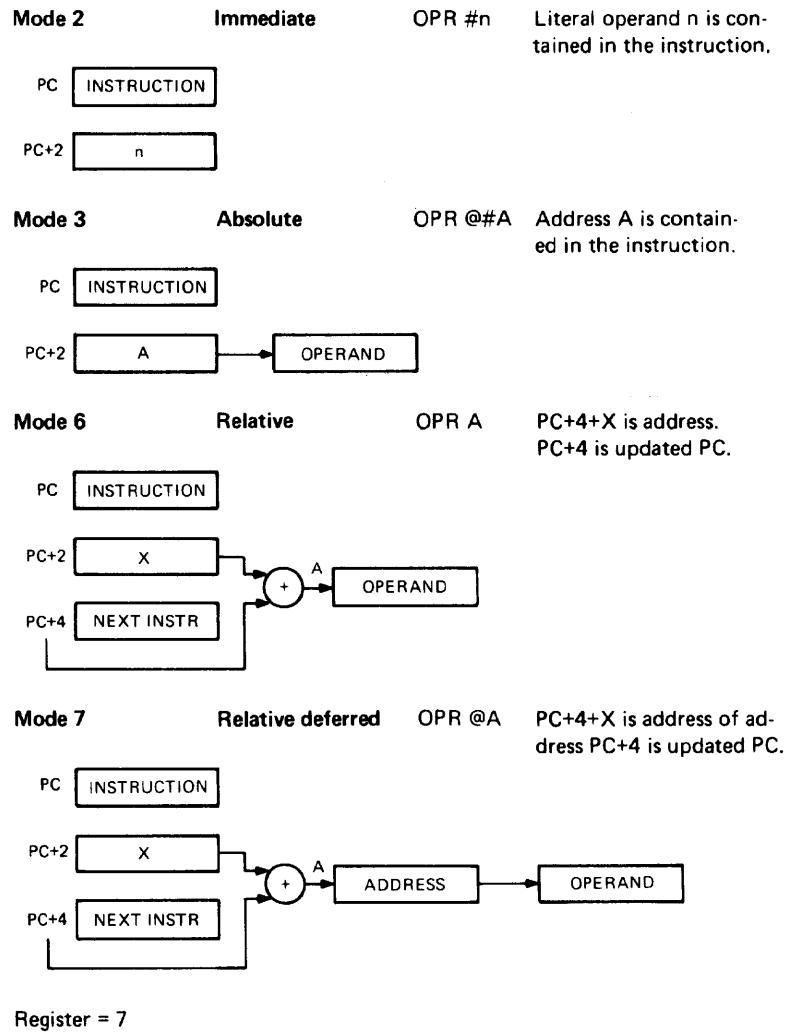 Mode 2 Immediate OPR #n Literal operand n is con-
tained in the instruction.
PC INSTRUCTION
PC+2 n
Mode 3 Absolute OPR @#A Address A is contain-
ed in the instruction.
PC INSTRUCTION
PC+2 A OPERAND
Mode 6 Relative OPR A PC+4+X is address.
PC+4 is updated PC.
PC INSTRUCTION
PC+2 X
A
+ OPERAND
PC+4 NEXT INSTR
Mode 7 Relative deferred OPR @A PC+4+X is address of ad-
dress PC+4 is updated PC.
PC INSTRUCTION
PC+2 X
A
+ ADDRESS OPERAND
PC+4 NEXT INSTR
Register = 7